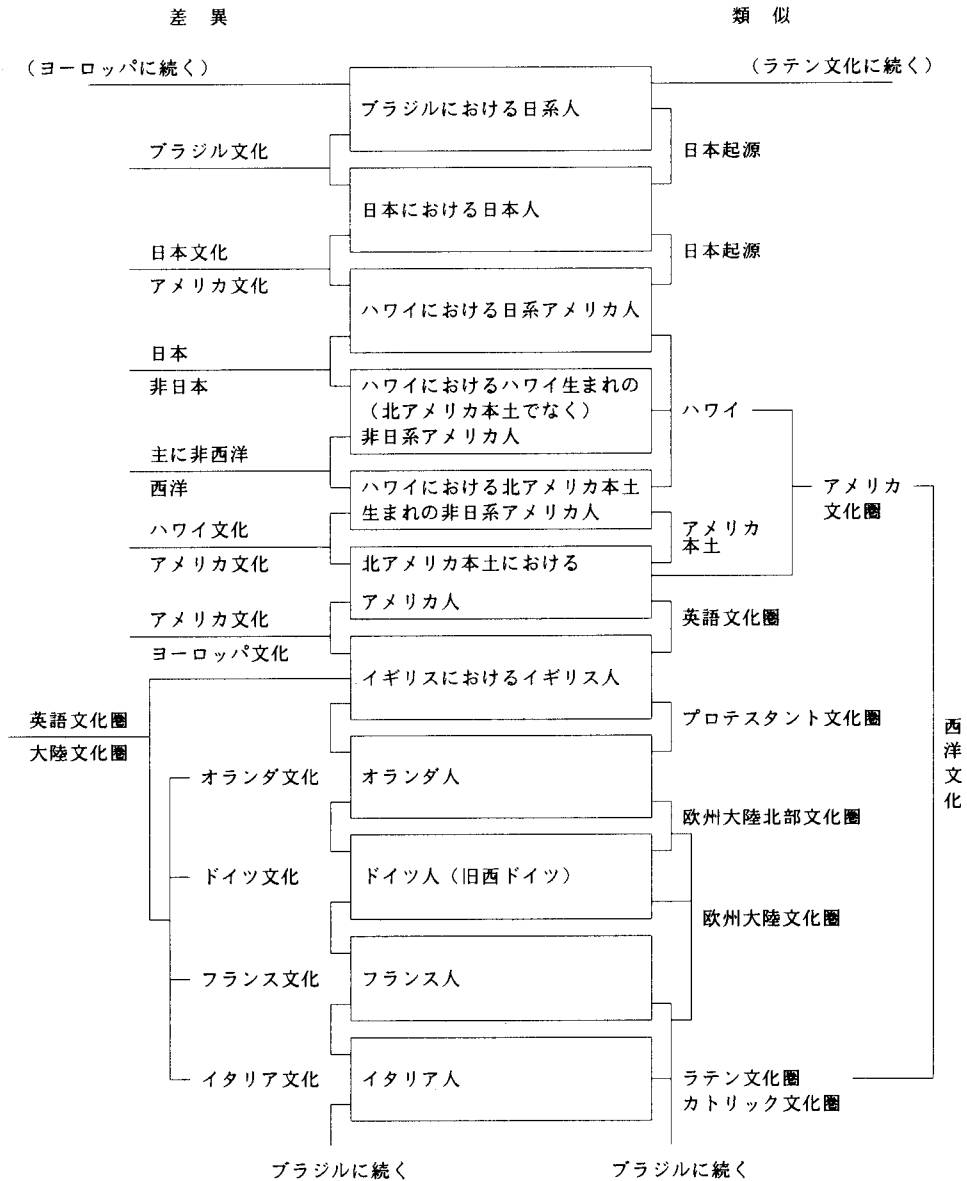 差異
類似
（ヨーロッパに続く）
（ラテン文化に続く）
ブラジルにおける日系人
ブラジル文化
日本起源
日本における日本人
日本文化
アメリカ文化
日本起源
ハワイにおける日系アメリカ人
日本
非日本
ハワイにおけるハワイ生まれの
（北アメリカ本土でなく）
非日系アメリカ人
ハワイ
主に非西洋
西洋
ハワイにおける北アメリカ本土
生まれの非日系アメリカ人
アメリカ
文化圏
ハワイ文化
アメリカ文化
アメリカ
本土
北アメリカ本土における
アメリカ人
アメリカ文化
ヨーロッパ文化
英語文化圏
イギリスにおけるイギリス人
英語文化圏
大陸文化圏
プロテスタント文化圏
西洋文化
オランダ文化
オランダ人
欧州大陸北部文化圏
ドイツ文化
ドイツ人（旧西ドイツ）
欧州大陸文化圏
フランス文化
フランス人
イタリア文化
イタリア人
ラテン文化圏
カトリック文化圏
ブラジルに続く
ブラジルに続く